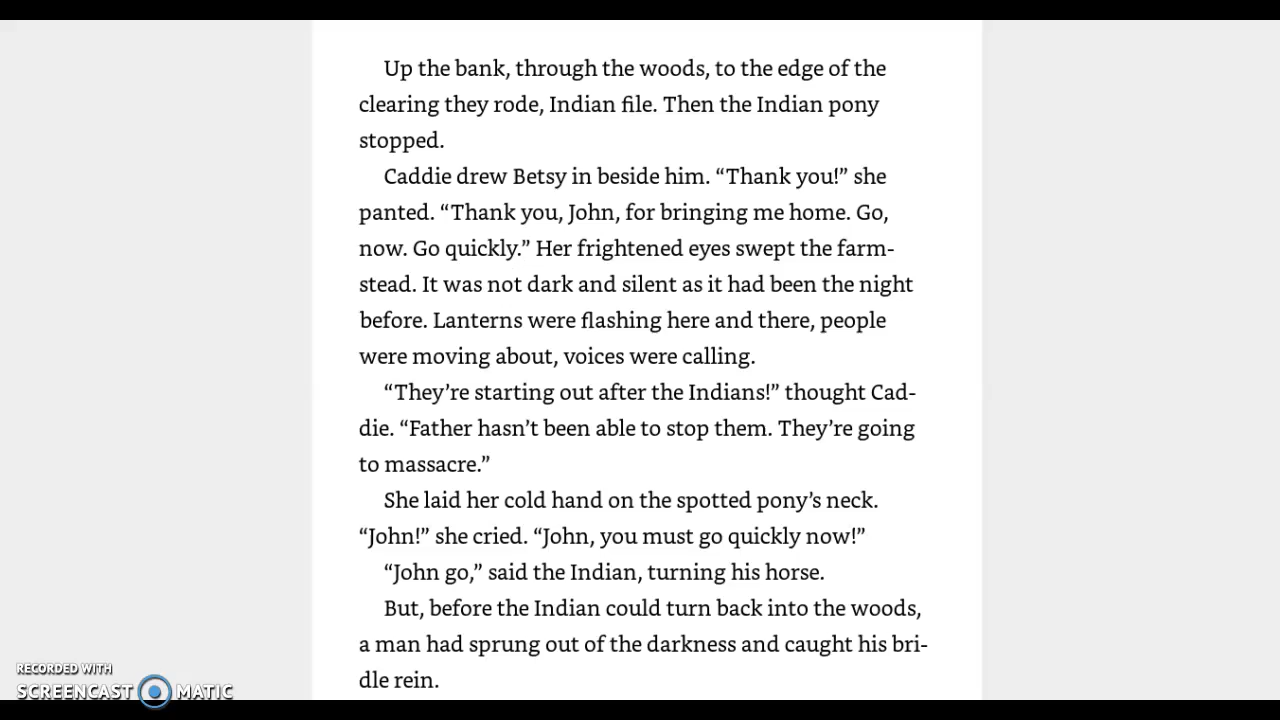 Up the bank, through the woods, to the edge of the
clearing they rode, Indian file. Then the Indian pony
stopped.
Caddie drew Betsy in beside him. “Thank you!” she
panted. “Thank you, John, for bringing me home. Go,
now. Go quickly.” Her frightened eyes swept the farm-
stead. It was not dark and silent as it had been the night
before. Lanterns were flashing here and there, people
were moving about, voices were calling.
“They’re starting out after the Indians!” thought Cad-
die. “Father hasn’t been able to stop them. They’re going
to massacre.”
She laid her cold hand on the spotted pony’s neck.
“John!” she cried. “John, you must go quickly now!”
“John go,” said the Indian, turning his horse.
But, before the Indian could turn back into the woods,
a man had sprung out of the darkness and caught his bri-
dle rein.
RECORDED WITH
SCREENCAST MATIC